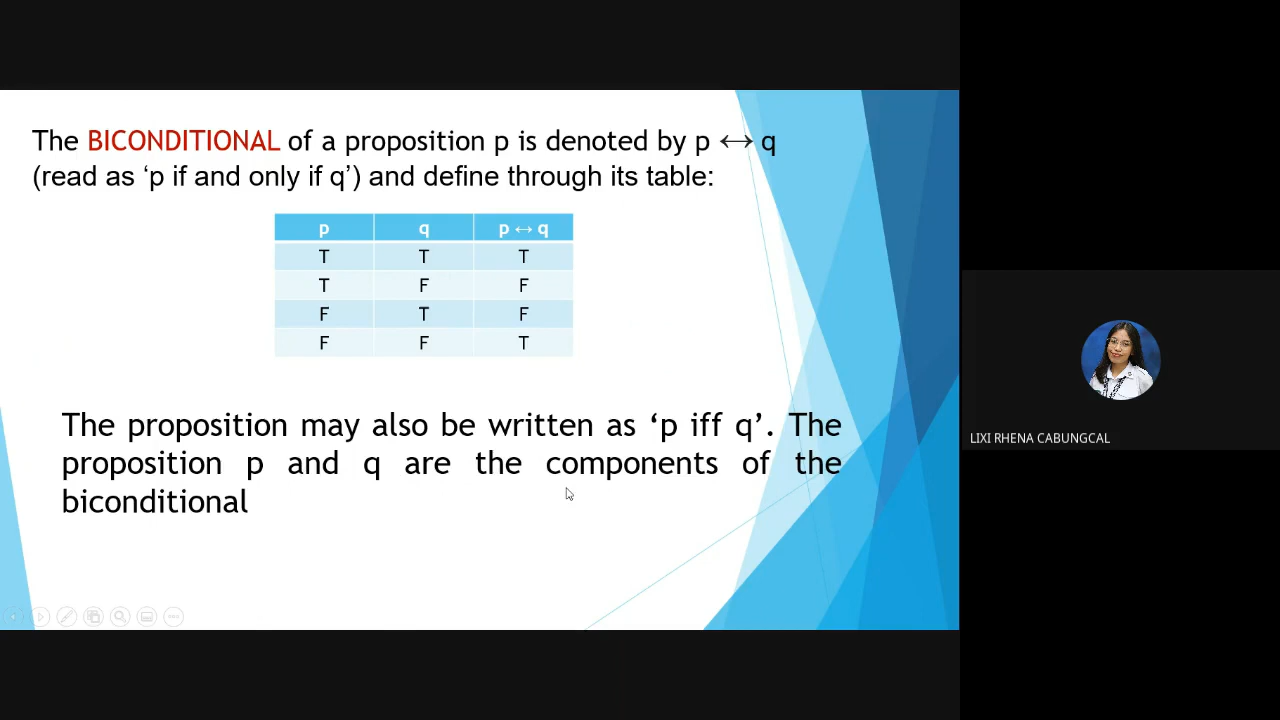 The BICONDITIONAL of a proposition p is denoted by p ↔ q
(read as ‘p if and only if q’) and define through its table:
p q p ↔ q
T T T
T F F
F T F
F F T
The proposition may also be written as ‘p iff q’. The
proposition p and q are the components of the
biconditional
LIXI RHENA CABUNGCAL